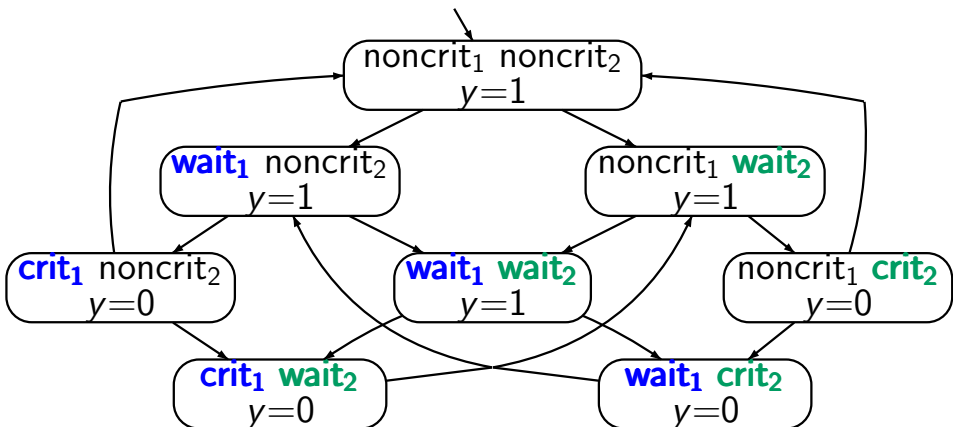 noncrit₁ noncrit₂
y=1
wait₁ noncrit₂
y=1
noncrit₁ wait₂
y=1
crit₁ noncrit₂
y=0
wait₁ wait₂
y=1
noncrit₁ crit₂
y=0
crit₁ wait₂
y=0
wait₁ crit₂
y=0